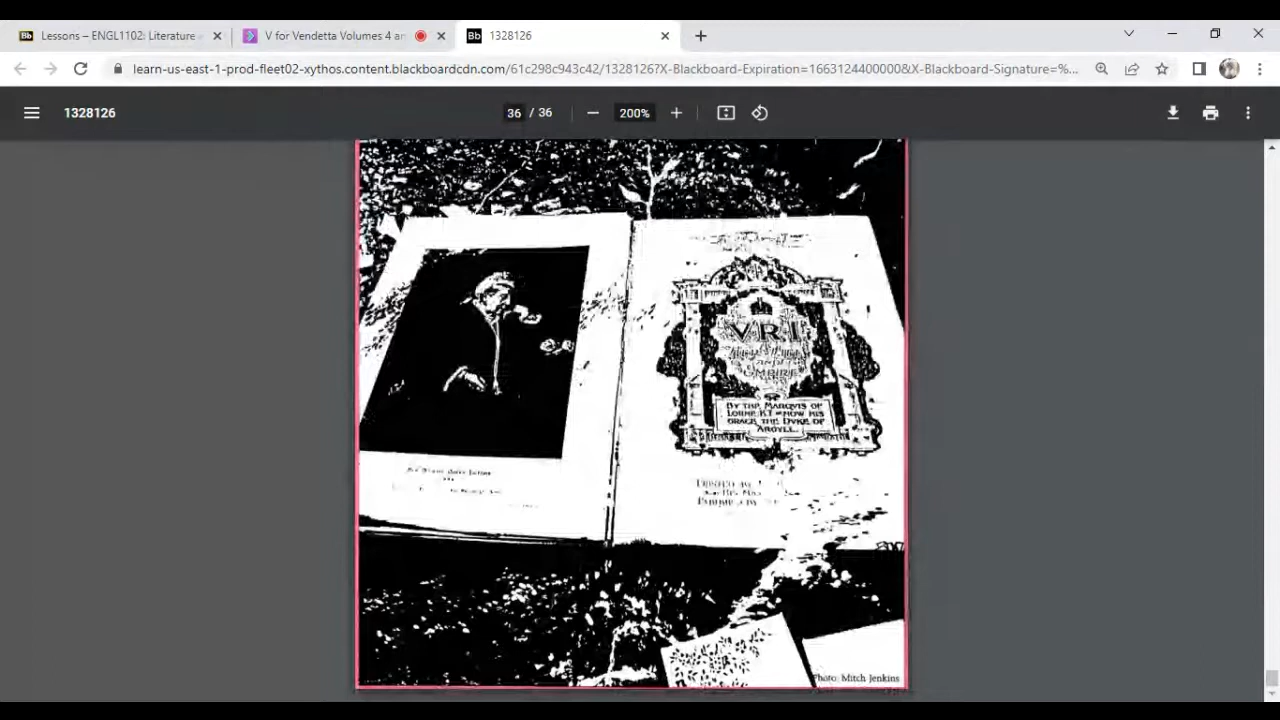 Lessons – ENGL1102: Literature a
V for Vendetta Volumes 4 an
1328126
learn-us-east-1-prod-fleet02-xythos.content.blackboardcdn.com/61c298c943c42/1328126?X-Blackboard-Expiration=1663124400000&X-Blackboard-Signature=%...
1328126
36 / 36
200%
VRI
EMPIRE
BY THE MARQVIS OF
LORNE KT NOW HIS
GRACE THE DVKE OF
ARGYLL
Photo: Mitch Jenkins